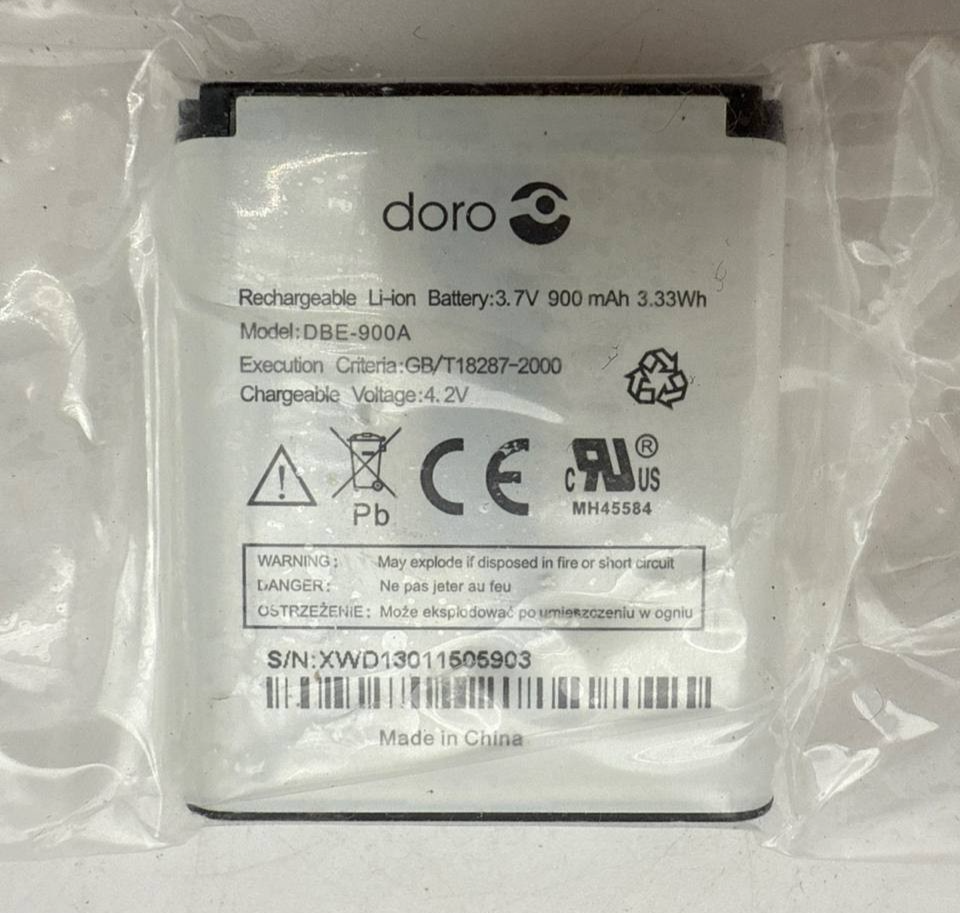 doro
Rechargeable Li-ion Battery:3.7V 900 mAh 3.33Wh
Model:DBE-900A
Execution Criteria:GB/T18287-2000
Chargeable Voltage:4.2V
Pb
CE
c RU ® US
MH45584
WARNING: May explode if disposed in fire or short circuit
DANGER: Ne pas jeter au feu
OSTRZEŻENIE: Może eksplodować po umieszczeniu w ogniu
S/N:XWD13011505903
Made in China